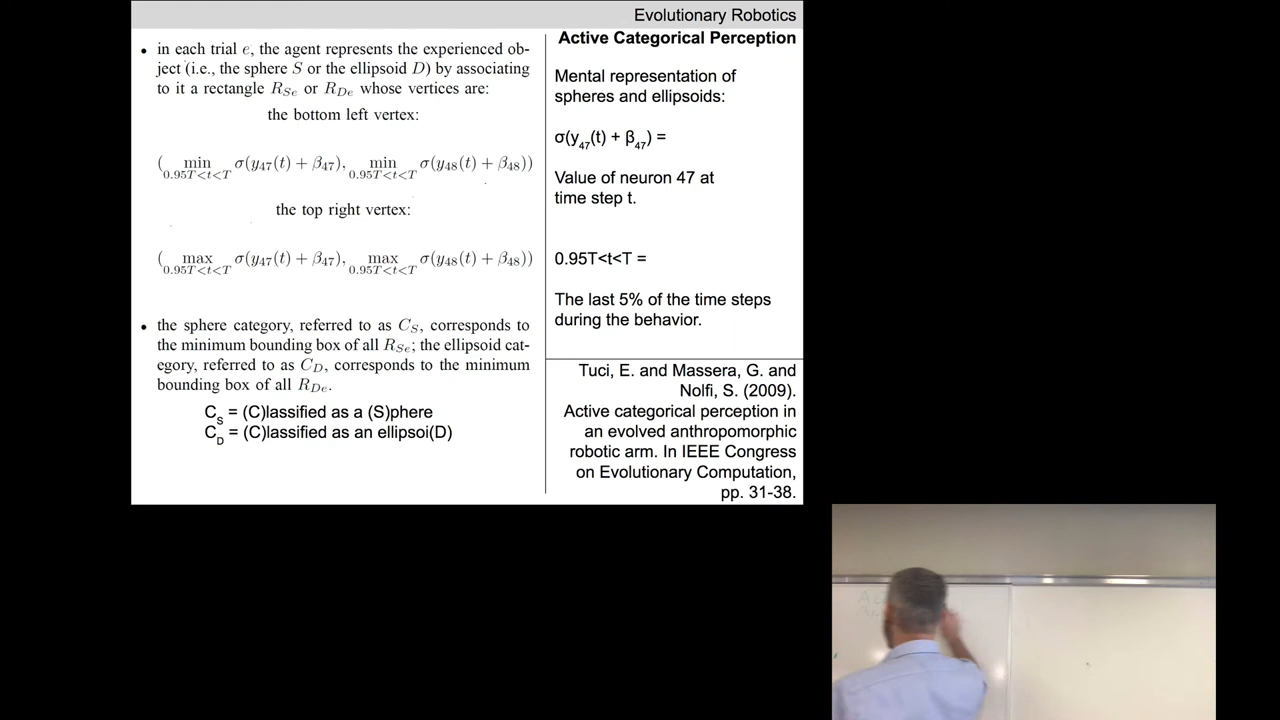 Evolutionary Robotics
• in each trial e, the agent represents the experienced ob-
ject (i.e., the sphere S or the ellipsoid D) by associating
to it a rectangle R_Se or R_De whose vertices are:
the bottom left vertex:
( min_{0.95T<t<T} σ(y47(t) + β47), min_{0.95T<t<T} σ(y48(t) + β48))
the top right vertex:
( max_{0.95T<t<T} σ(y47(t) + β47), max_{0.95T<t<T} σ(y48(t) + β48))
• the sphere category, referred to as C_S, corresponds to
the minimum bounding box of all R_Se; the ellipsoid cat-
egory, referred to as C_D, corresponds to the minimum
bounding box of all R_De.
C_S = (C)lassified as a (S)phere
C_D = (C)lassified as an ellipsoi(D)
Active Categorical Perception
Mental representation of
spheres and ellipsoids:
σ(y47(t) + β47) =
Value of neuron 47 at
time step t.
0.95T<t<T =
The last 5% of the time steps
during the behavior.
Tuci, E. and Massera, G. and
Nolfi, S. (2009).
Active categorical perception in
an evolved anthropomorphic
robotic arm. In IEEE Congress
on Evolutionary Computation,
pp. 31-38.